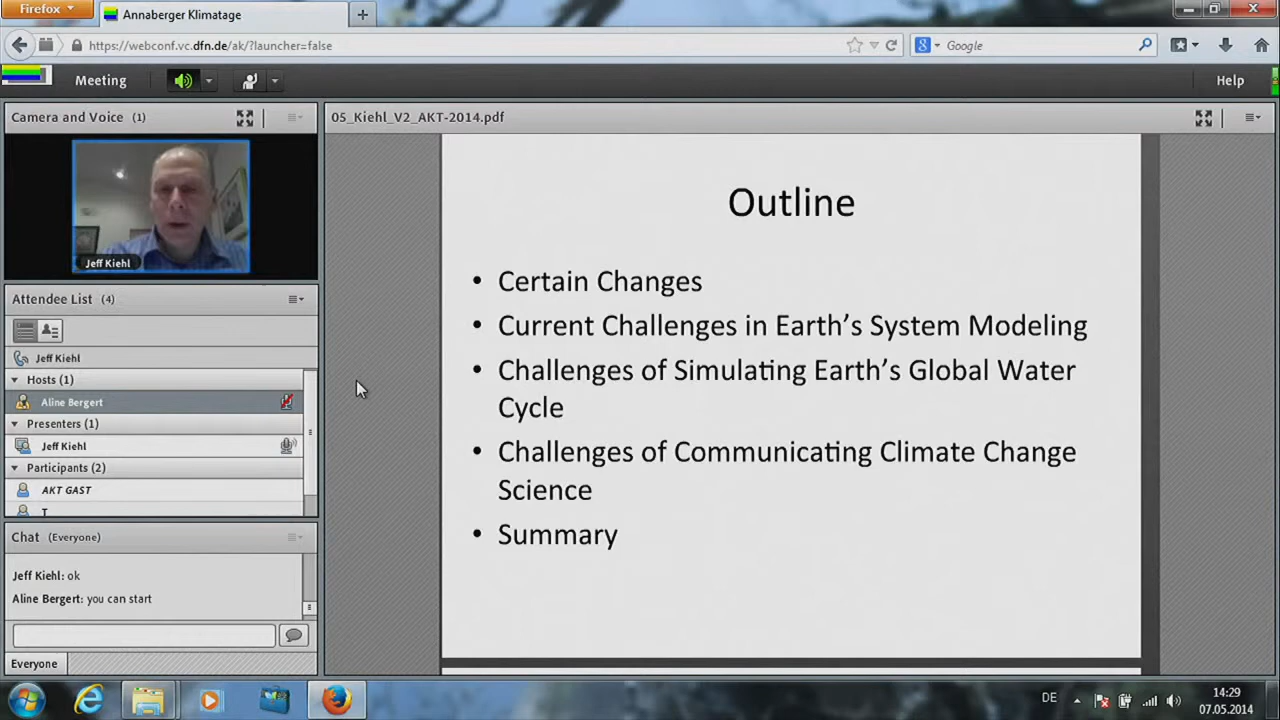 Firefox
Annaberger Klimatage
https://webconf.vc.dfn.de/ak/?launcher=false
Google
Meeting
Help
Camera and Voice (1)
Jeff Kiehl
Attendee List (4)
Jeff Kiehl
Hosts (1)
Aline Bergert
Presenters (1)
Jeff Kiehl
Participants (2)
AKT GAST
T
Chat (Everyone)
Jeff Kiehl: ok
Aline Bergert: you can start
Everyone
05_Kiehl_V2_AKT-2014.pdf
Outline
• Certain Changes
• Current Challenges in Earth’s System Modeling
• Challenges of Simulating Earth’s Global Water
Cycle
• Challenges of Communicating Climate Change
Science
• Summary
DE
14:29
07.05.2014